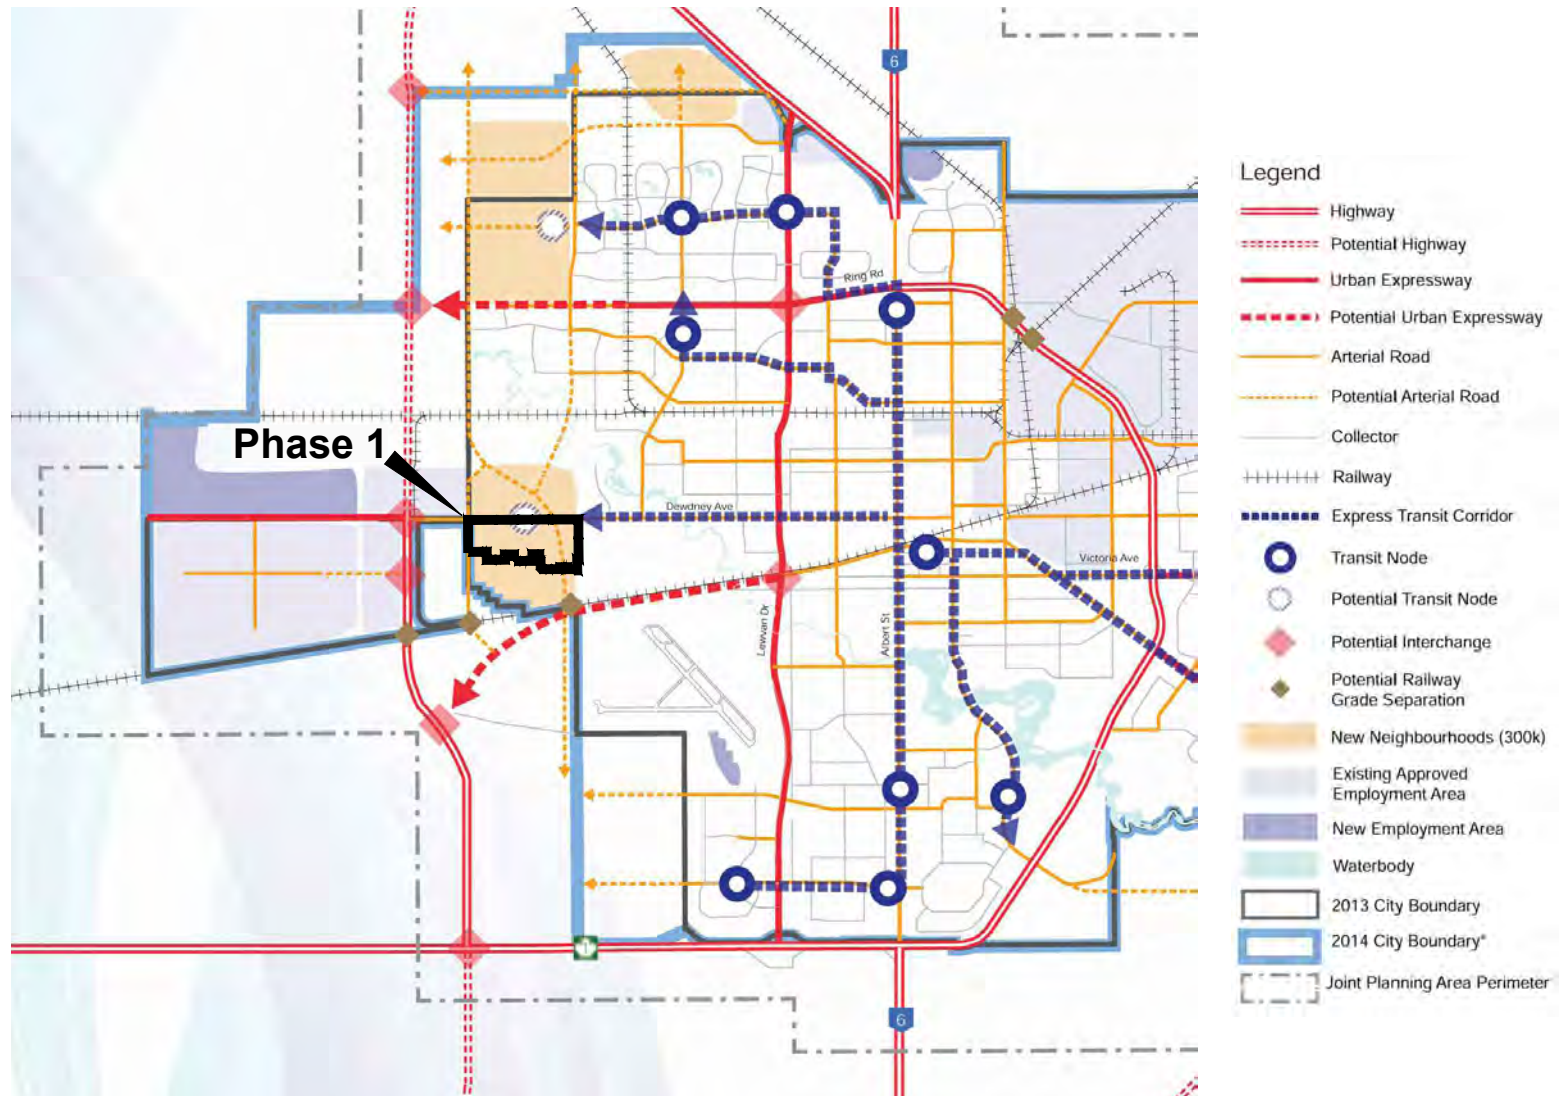 6
Ring Rd
Phase 1
Dewdney Ave
Victoria Ave
Lewvan Dr
Albert St
1
6
Legend
Highway
Potential Highway
Urban Expressway
Potential Urban Expressway
Arterial Road
Potential Arterial Road
Collector
Railway
Express Transit Corridor
Transit Node
Potential Transit Node
Potential Interchange
Potential Railway
Grade Separation
New Neighbourhoods (300k)
Existing Approved
Employment Area
New Employment Area
Waterbody
2013 City Boundary
2014 City Boundary*
Joint Planning Area Perimeter